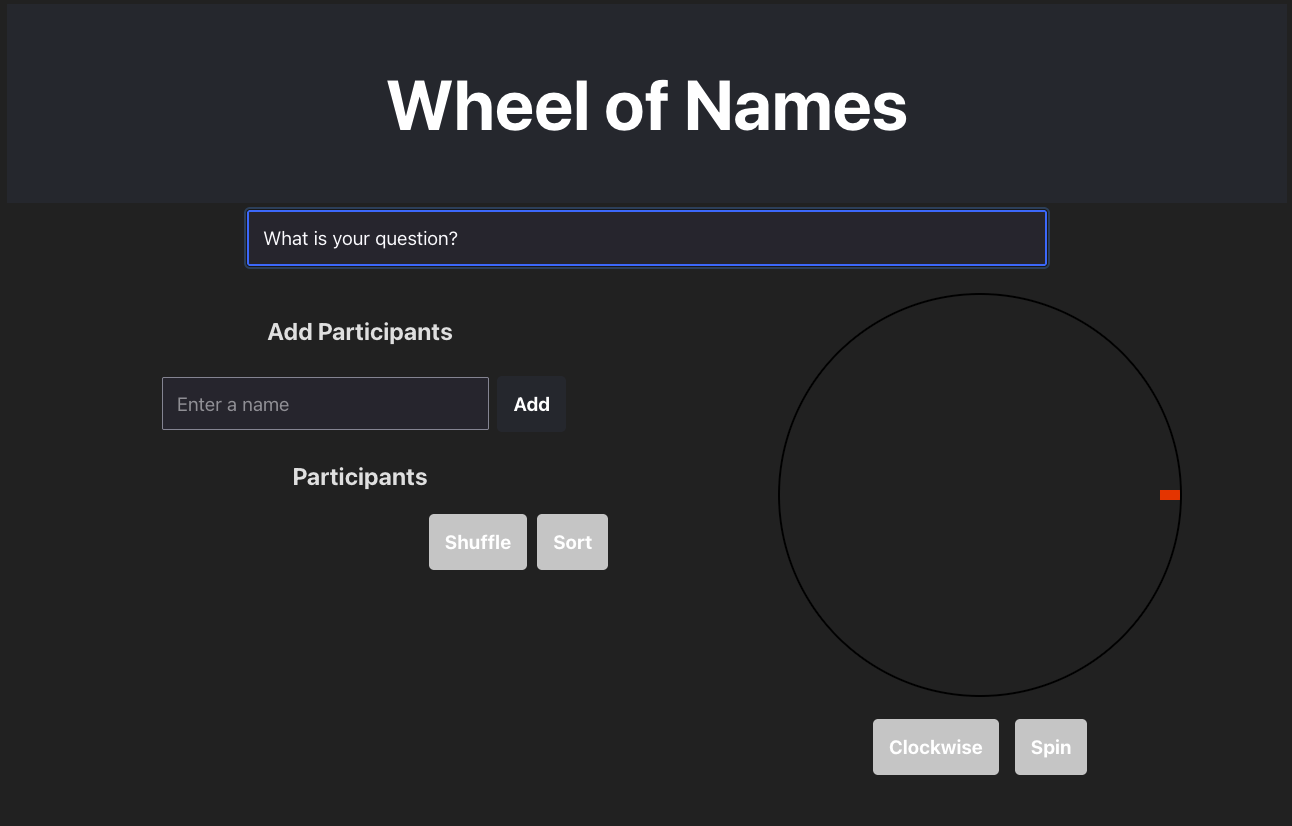 Wheel of Names
What is your question?
Add Participants
Enter a name
Add
Participants
Shuffle
Sort
Clockwise
Spin